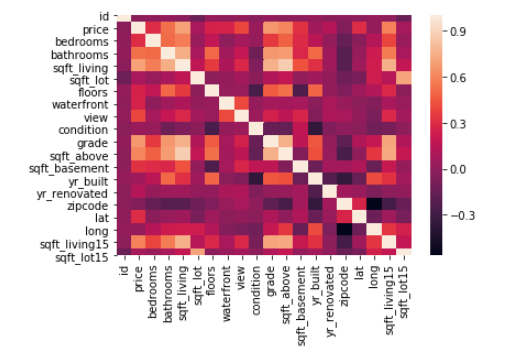 id
price
bedrooms
bathrooms
sqft_living
sqft_lot
floors
waterfront
view
condition
grade
sqft_above
sqft_basement
yr_built
yr_renovated
zipcode
lat
long
sqft_living15
sqft_lot15
id
price
bedrooms
bathrooms
sqft_living
sqft_lot
floors
waterfront
view
condition
grade
sqft_above
sqft_basement
yr_built
yr_renovated
zipcode
lat
long
sqft_living15
sqft_lot15
0.9
0.6
0.3
0.0
−0.3